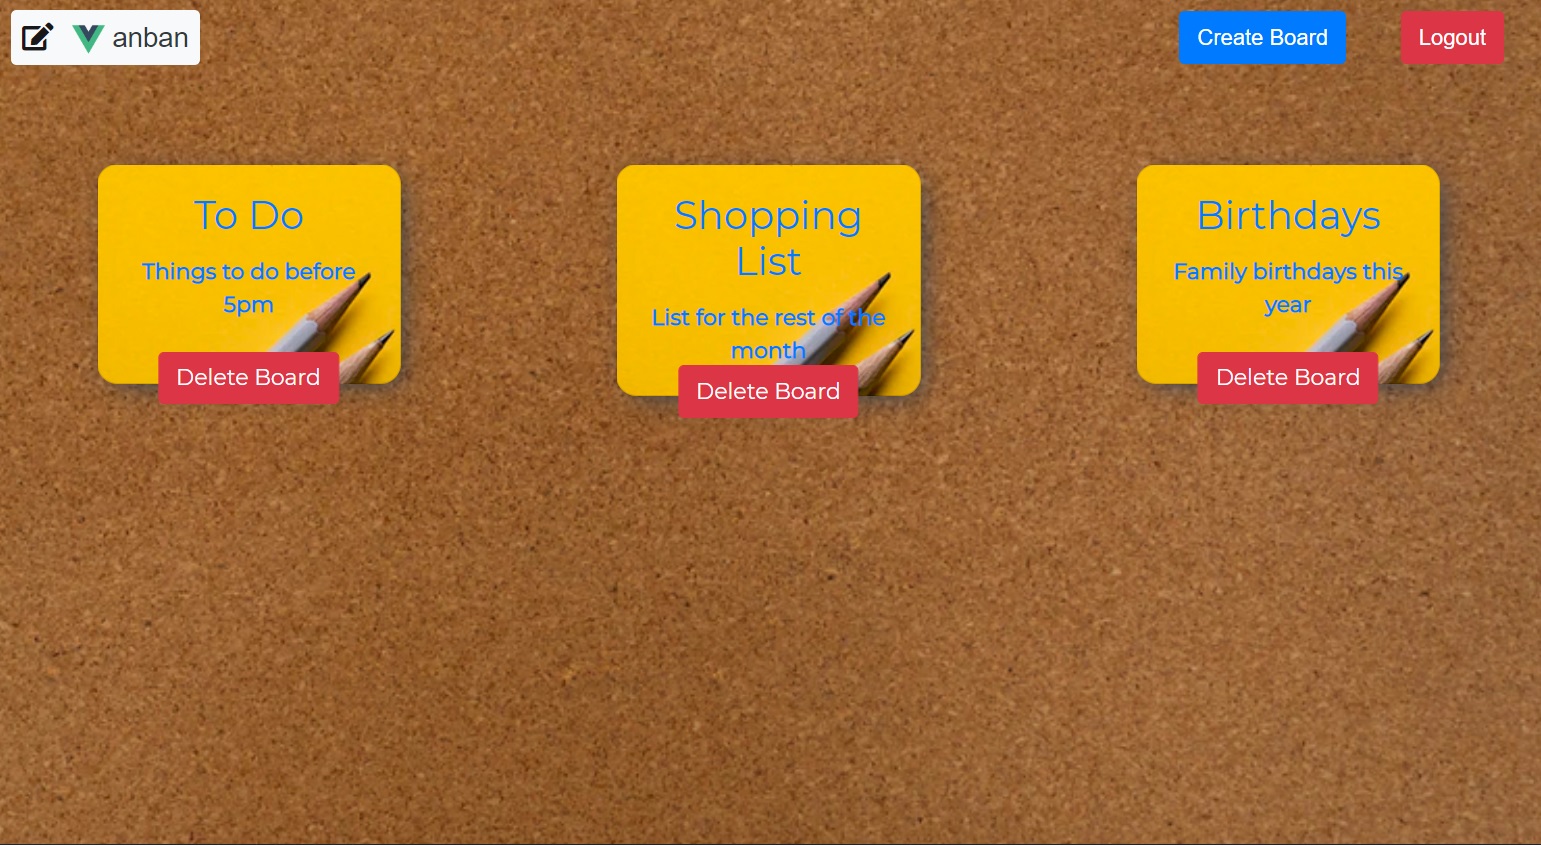 anban
Create Board
Logout
To Do
Things to do before
5pm
Delete Board
Shopping
List
List for the rest of the
month
Delete Board
Birthdays
Family birthdays this
year
Delete Board